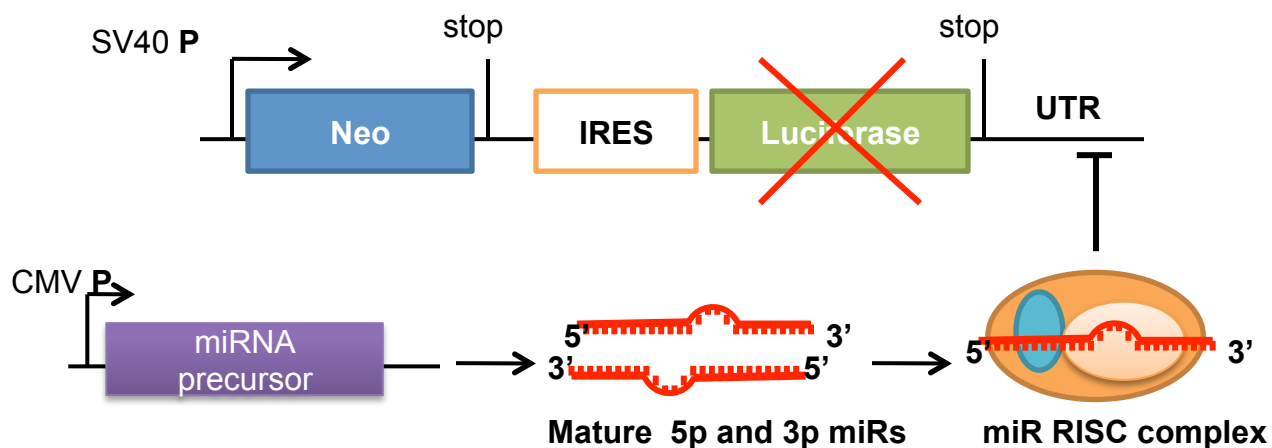 SV40 P
stop
stop
Neo
IRES
Luciferase
UTR
CMV P
miRNA
precursor
5’
3’
3’
5’
5’
3’
Mature 5p and 3p miRs
miR RISC complex